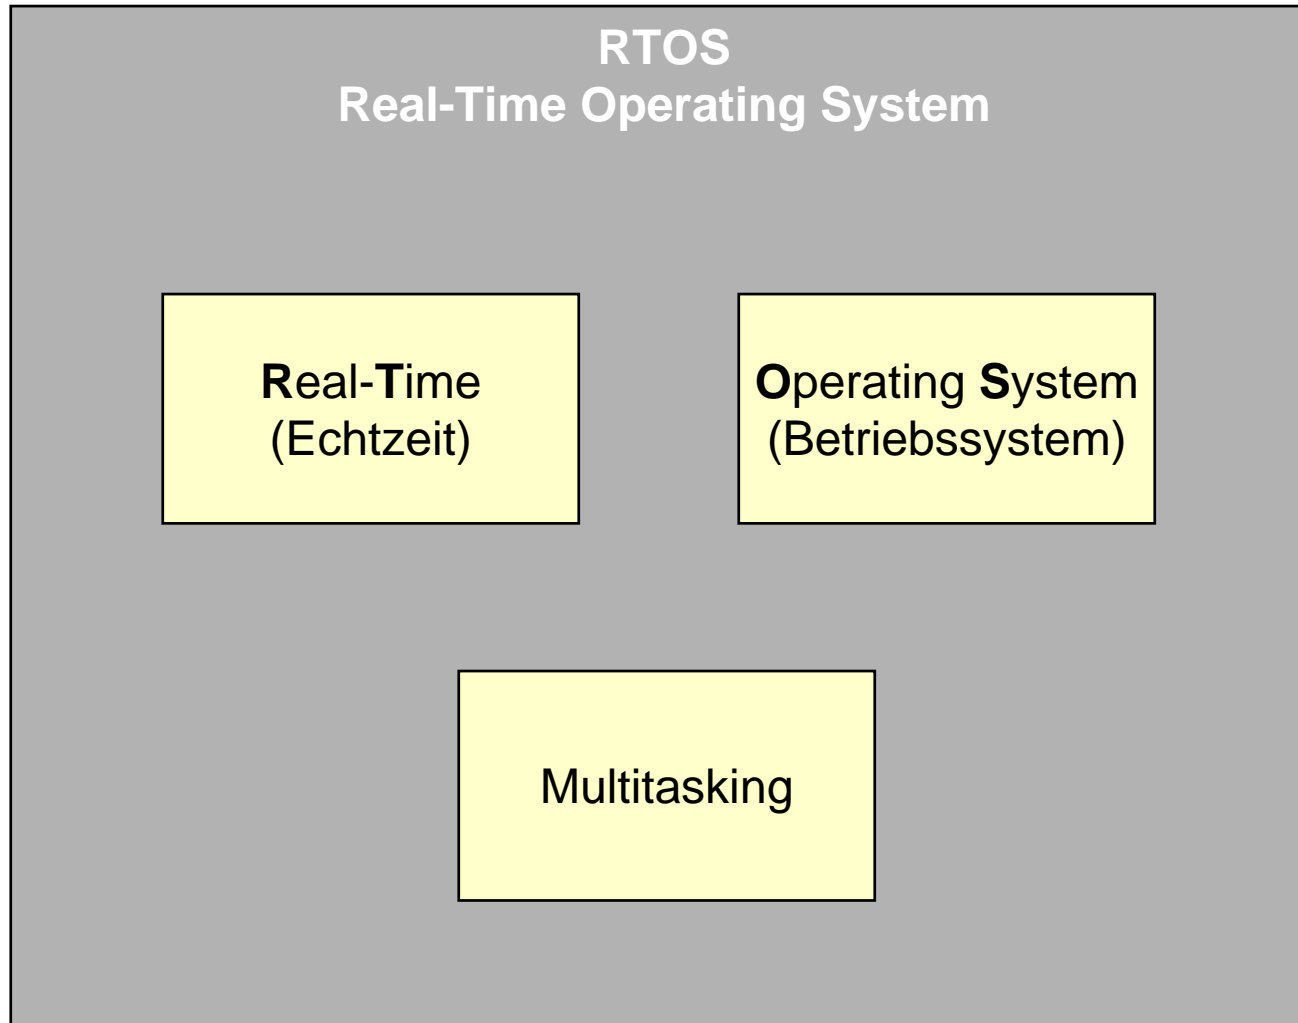 RTOS
Real-Time Operating System
Real-Time
(Echtzeit)
Operating System
(Betriebssystem)
Multitasking